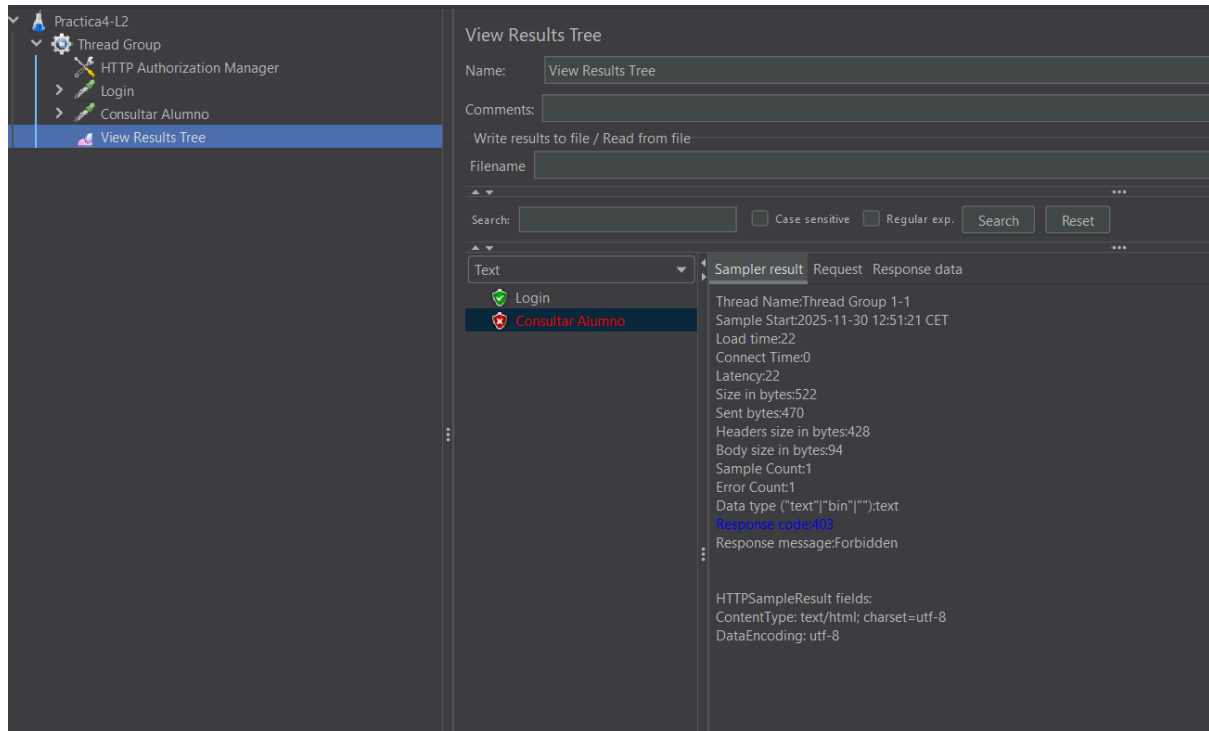 Practica4-L2
Thread Group
HTTP Authorization Manager
Login
Consultar Alumno
View Results Tree
View Results Tree
Name: View Results Tree
Comments:
Write results to file / Read from file
Filename
Search: Case sensitive Regular exp. Search Reset
Text
Login
Consultar Alumno
Sampler result Request Response data
Thread Name:Thread Group 1-1
Sample Start:2025-11-30 12:51:21 CET
Load time:22
Connect Time:0
Latency:22
Size in bytes:522
Sent bytes:470
Headers size in bytes:428
Body size in bytes:94
Sample Count:1
Error Count:1
Data type ("text"|"bin"|""):text
Response code:403
Response message:Forbidden
HTTPSampleResult fields:
ContentType: text/html; charset=utf-8
DataEncoding: utf-8